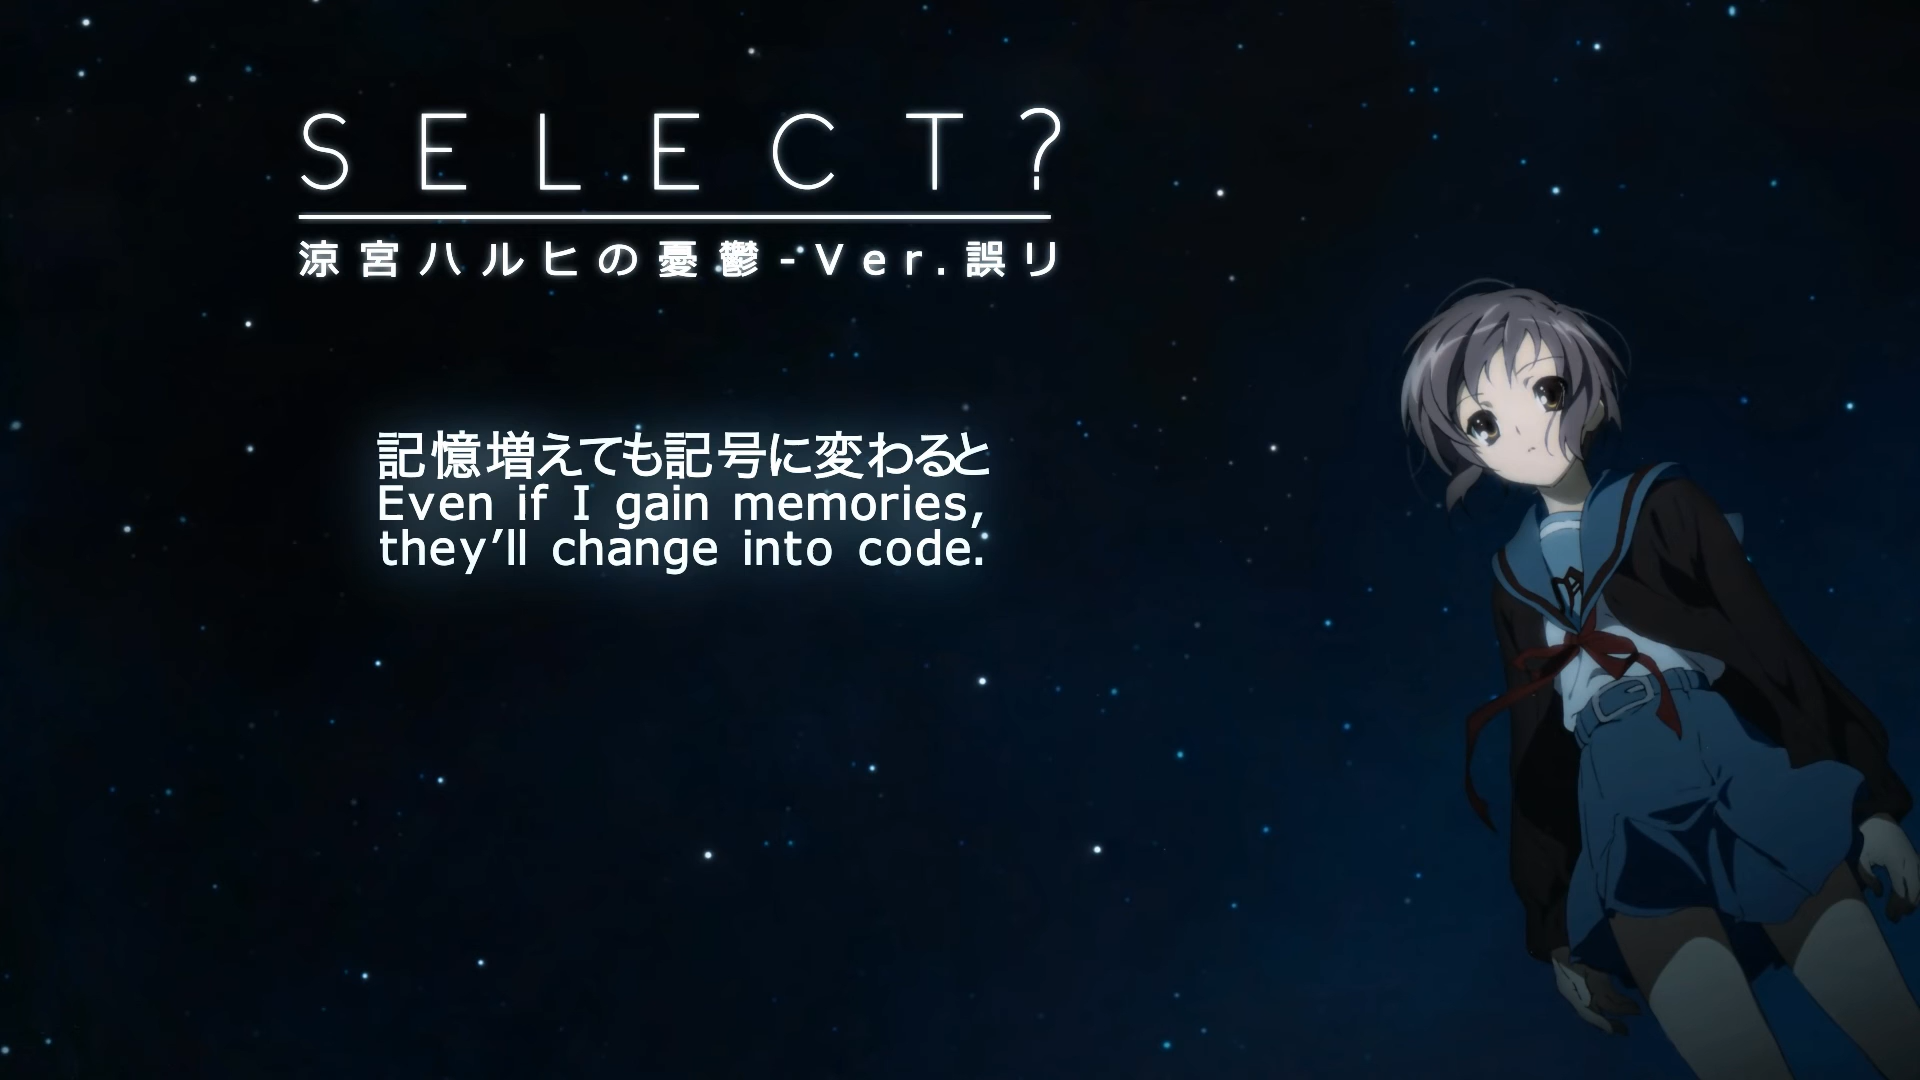 SELECT?
涼宮ハルヒの憂鬱-Ver.誤リ
記憶増えても記号に変わると
Even if I gain memories,
they'll change into code.